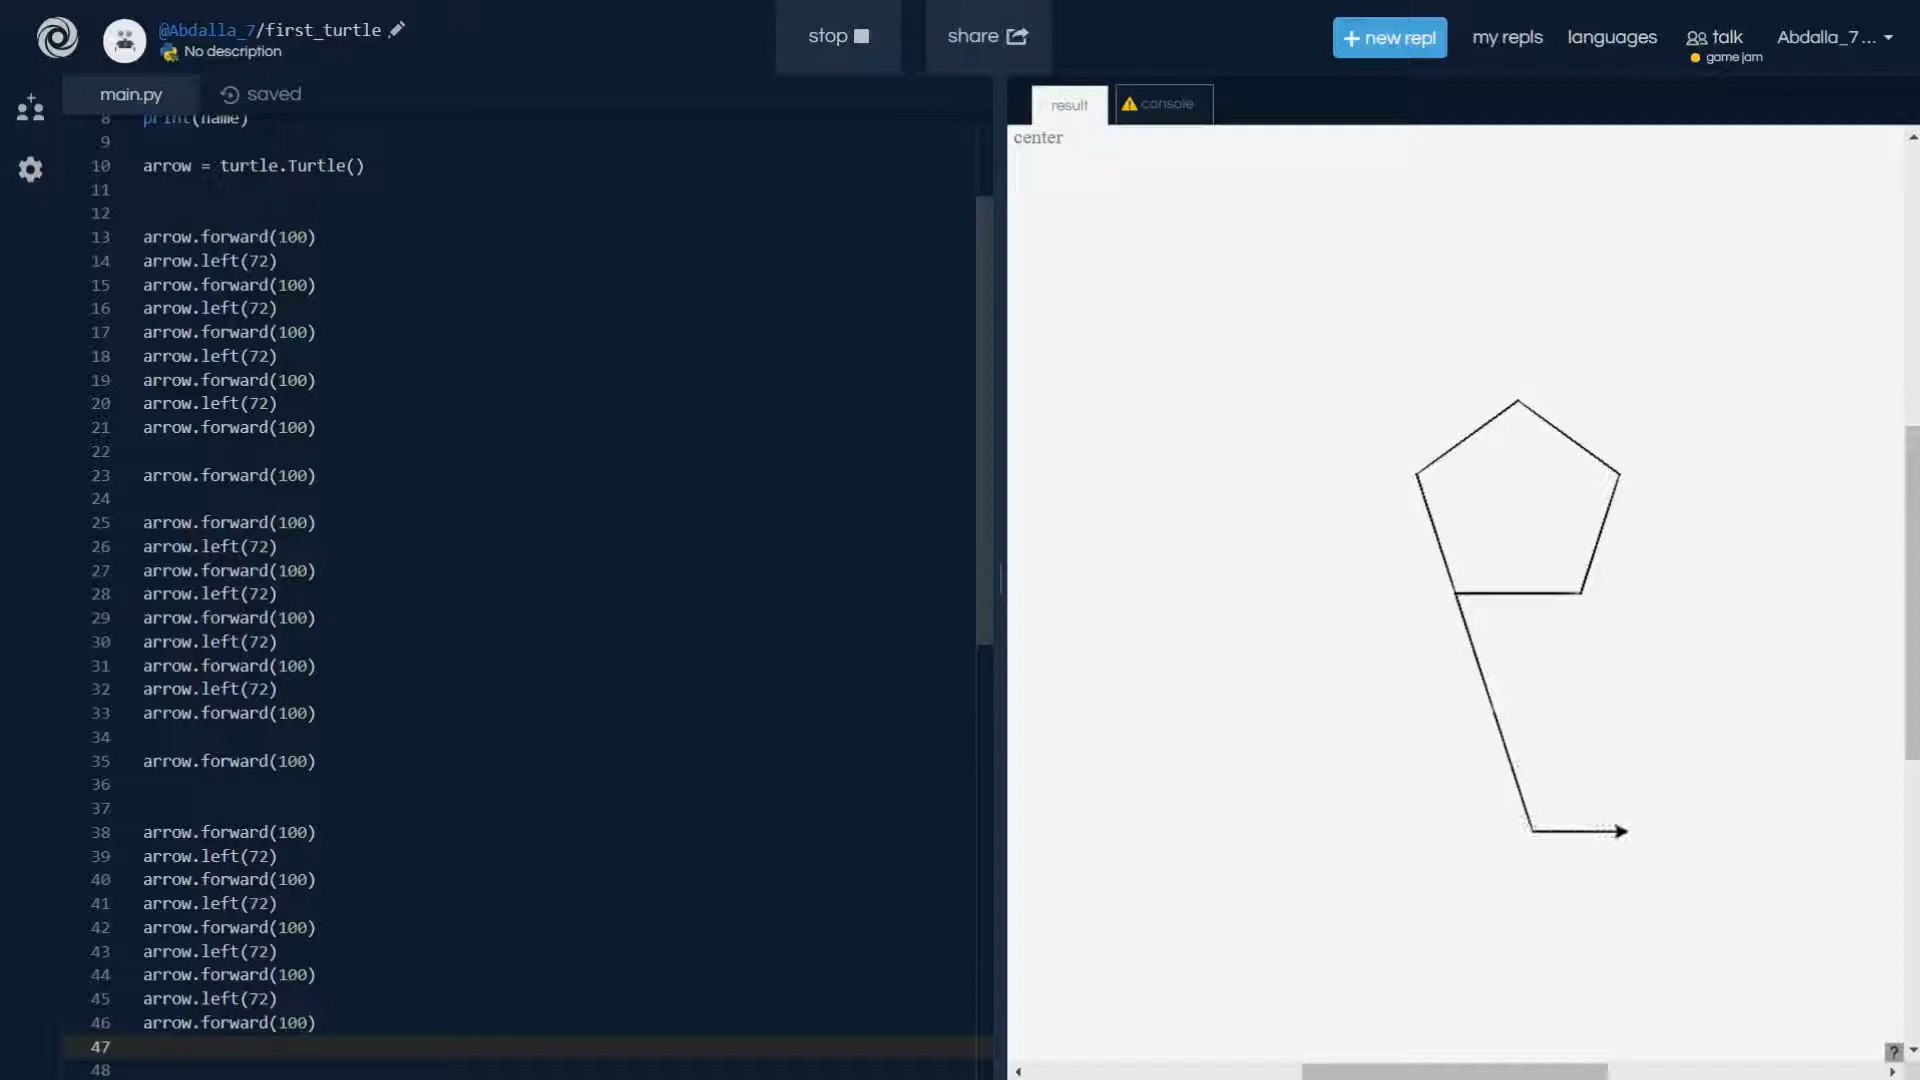 @Abdalla_7/first_turtle
No description
stop
share
+ new repl
my repls
languages
talk
game jam
Abdalla_7...
main.py
saved
result
console
8 print(name)
9
10 arrow = turtle.Turtle()
11
12
13 arrow.forward(100)
14 arrow.left(72)
15 arrow.forward(100)
16 arrow.left(72)
17 arrow.forward(100)
18 arrow.left(72)
19 arrow.forward(100)
20 arrow.left(72)
21 arrow.forward(100)
22
23 arrow.forward(100)
24
25 arrow.forward(100)
26 arrow.left(72)
27 arrow.forward(100)
28 arrow.left(72)
29 arrow.forward(100)
30 arrow.left(72)
31 arrow.forward(100)
32 arrow.left(72)
33 arrow.forward(100)
34
35 arrow.forward(100)
36
37
38 arrow.forward(100)
39 arrow.left(72)
40 arrow.forward(100)
41 arrow.left(72)
42 arrow.forward(100)
43 arrow.left(72)
44 arrow.forward(100)
45 arrow.left(72)
46 arrow.forward(100)
47
48
center
?